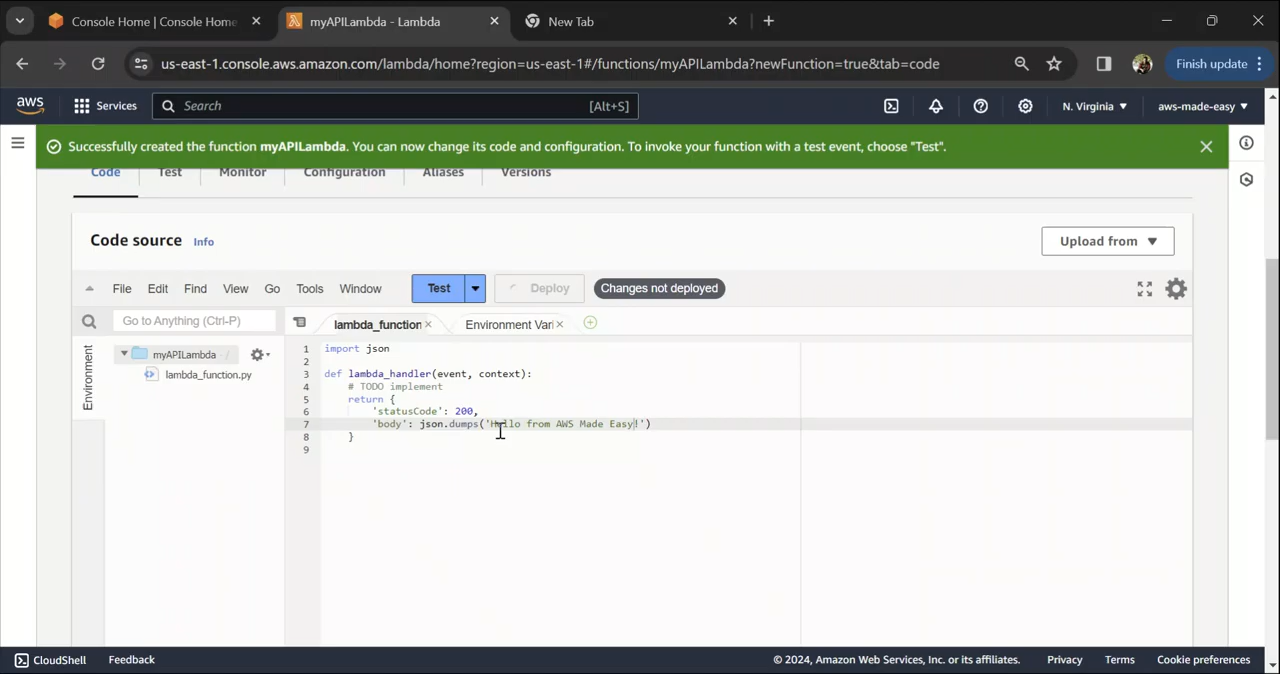 Console Home | Console Home
myAPILambda - Lambda
New Tab
us-east-1.console.aws.amazon.com/lambda/home?region=us-east-1#/functions/myAPILambda?newFunction=true&tab=code
Finish update
aws
Services
Search
[Alt+S]
N. Virginia
aws-made-easy
Successfully created the function myAPILambda. You can now change its code and configuration. To invoke your function with a test event, choose "Test".
Code
Test
Monitor
Configuration
Aliases
Versions
Code source
Info
Upload from
File
Edit
Find
View
Go
Tools
Window
Test
Deploy
Changes not deployed
Go to Anything (Ctrl-P)
lambda_function
Environment Vari
Environment
myAPILambda - /
lambda_function.py
1 import json
2
3 def lambda_handler(event, context):
4 # TODO implement
5 return {
6 'statusCode': 200,
7 'body': json.dumps('Hello from AWS Made Easy!')
8 }
9
CloudShell
Feedback
© 2024, Amazon Web Services, Inc. or its affiliates.
Privacy
Terms
Cookie preferences